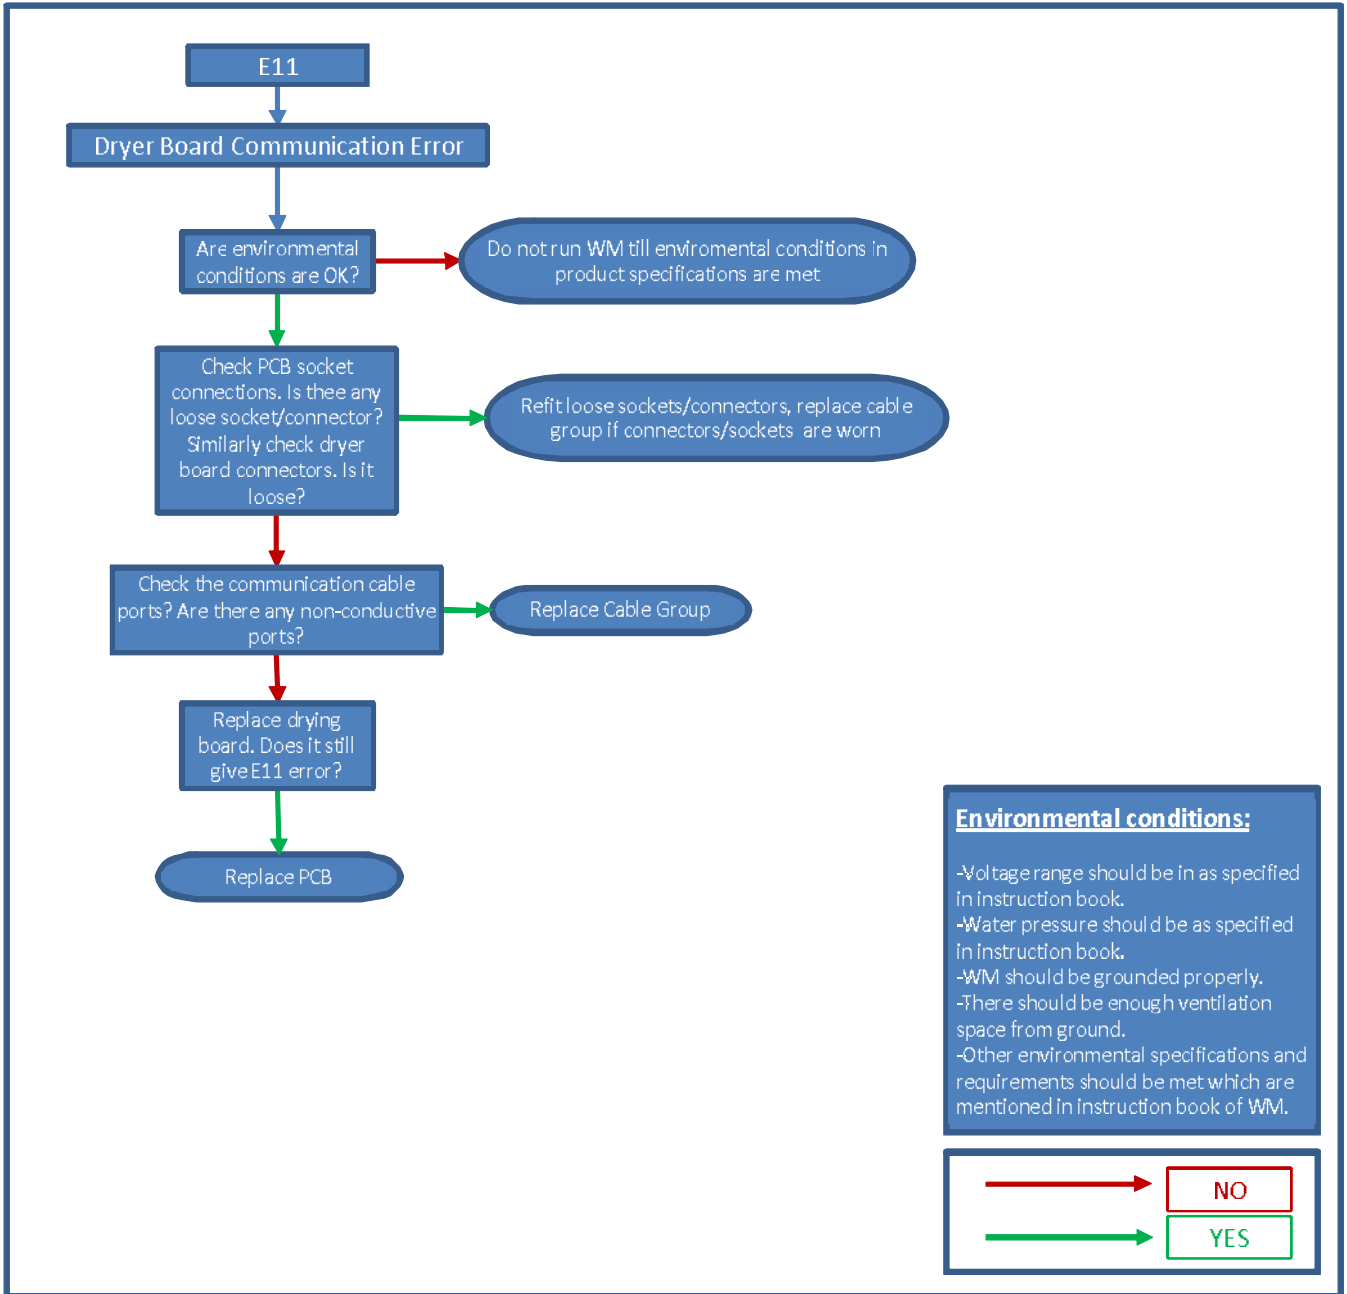 E11
Dryer Board Communication Error
Are environmental
conditions are OK?
Do not run WM till enviromental conditions in
product specifications are met
Check PCB socket
connections. Is thee any
loose socket/connector?
Similarly check dryer
board connectors. Is it
loose?
Refit loose sockets/connectors, replace cable
group if connectors/sockets are worn
Check the communication cable
ports? Are there any non-conductive
ports?
Replace Cable Group
Replace drying
board. Does it still
give E11 error?
Replace PCB
Environmental conditions:
-Voltage range should be in as specified
in instruction book.
-Water pressure should be as specified
in instruction book.
-WM should be grounded properly.
-There should be enough ventilation
space from ground.
-Other environmental specifications and
requirements should be met which are
mentioned in instruction book of WM.
NO
YES